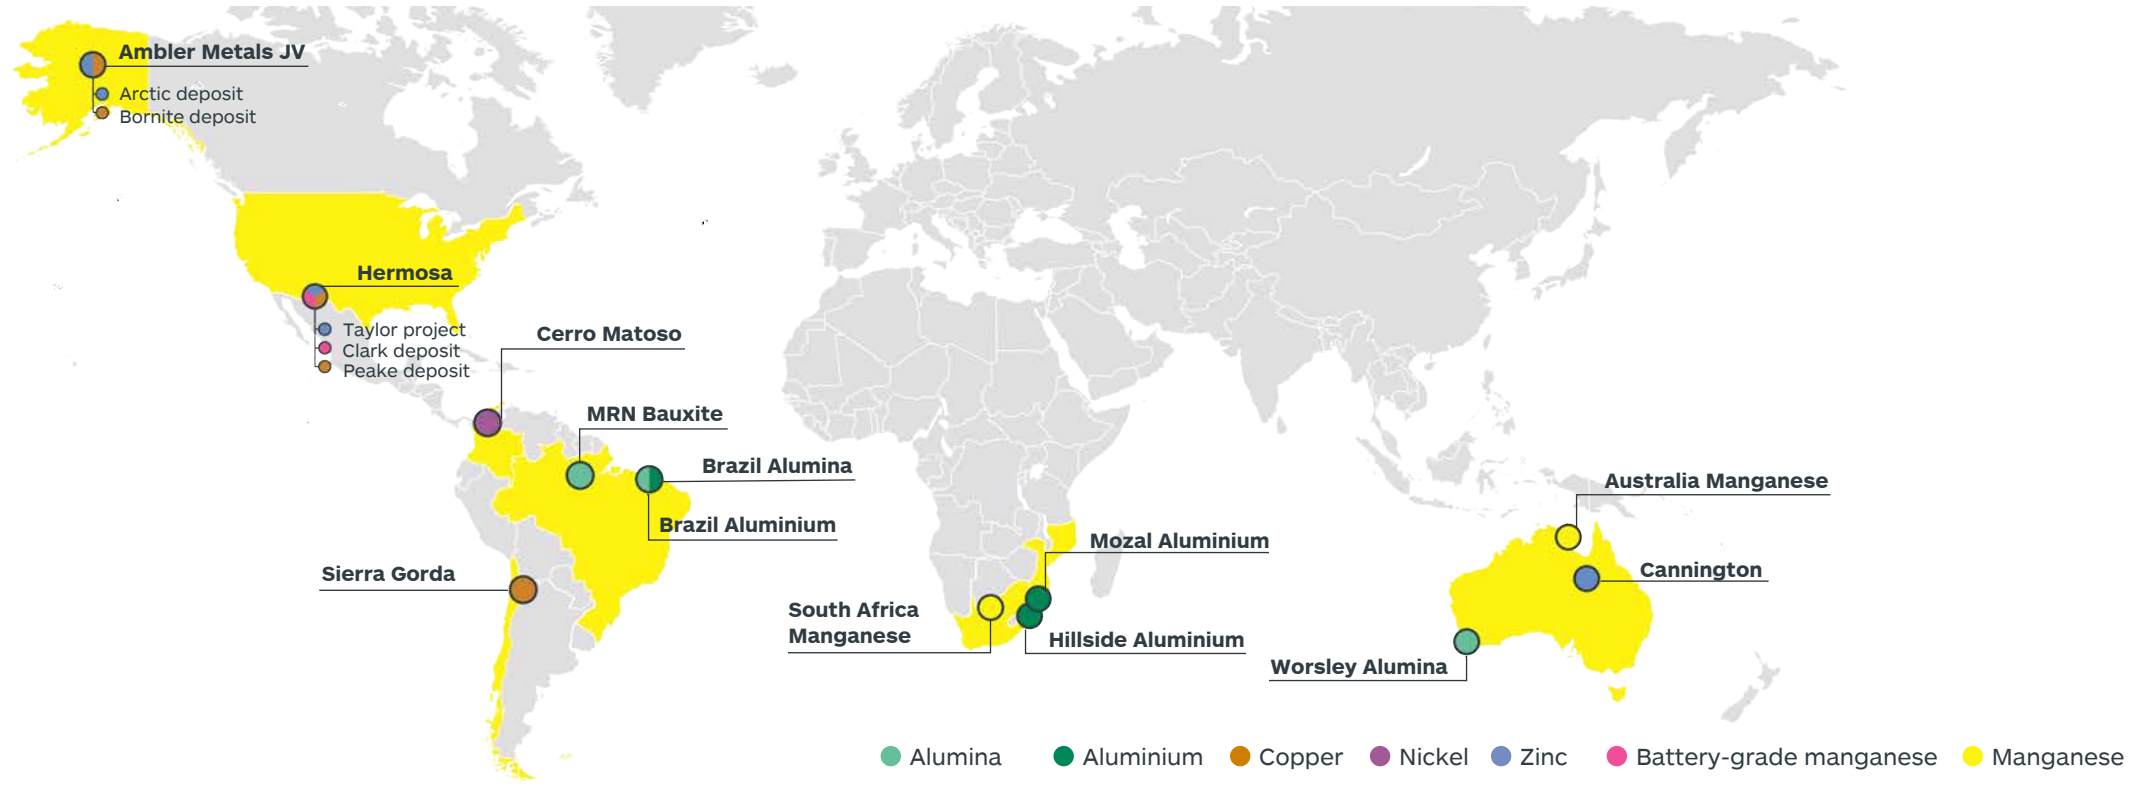 Ambler Metals JV
Arctic deposit
Bornite deposit
Hermosa
Taylor project
Clark deposit
Peake deposit
Cerro Matoso
MRN Bauxite
Brazil Alumina
Brazil Aluminium
Sierra Gorda
South Africa
Manganese
Mozal Aluminium
Hillside Aluminium
Australia Manganese
Cannington
Worsley Alumina
Alumina
Aluminium
Copper
Nickel
Zinc
Battery-grade manganese
Manganese